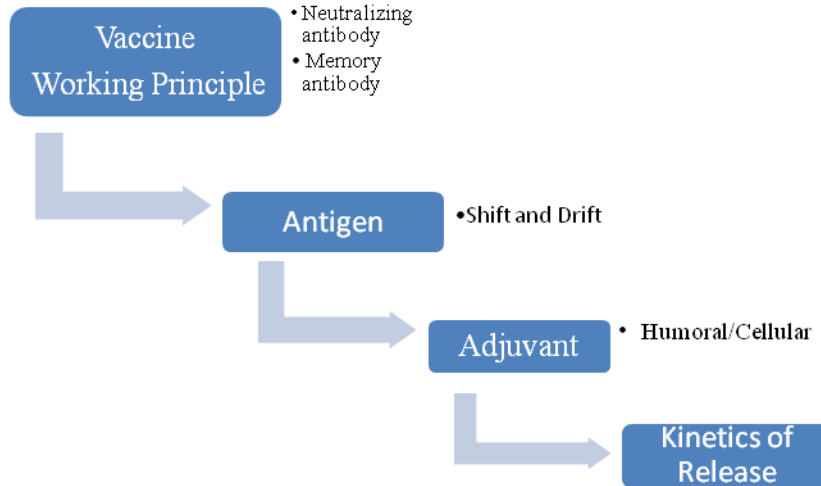 Vaccine
Working Principle
• Neutralizing
antibody
• Memory
antibody
Antigen
•Shift and Drift
Adjuvant
• Humoral/Cellular
Kinetics of
Release